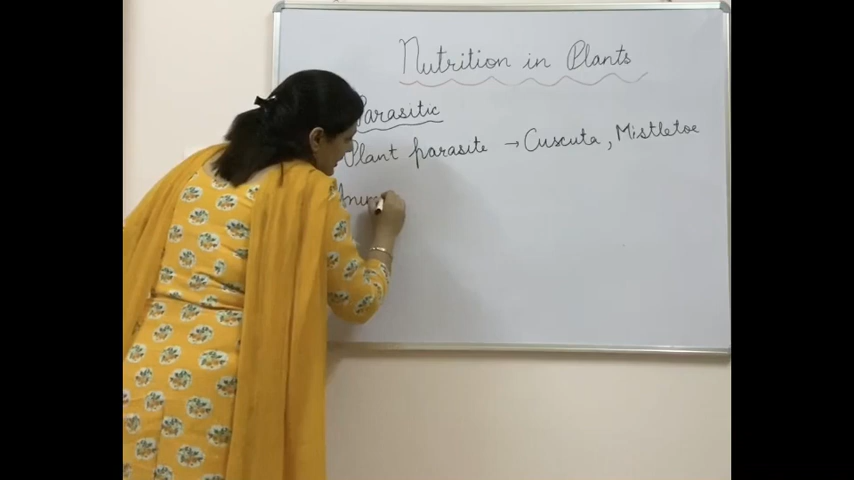 Nutrition in Plants
Parasitic
Plant parasite → Cuscuta, Mistletoe